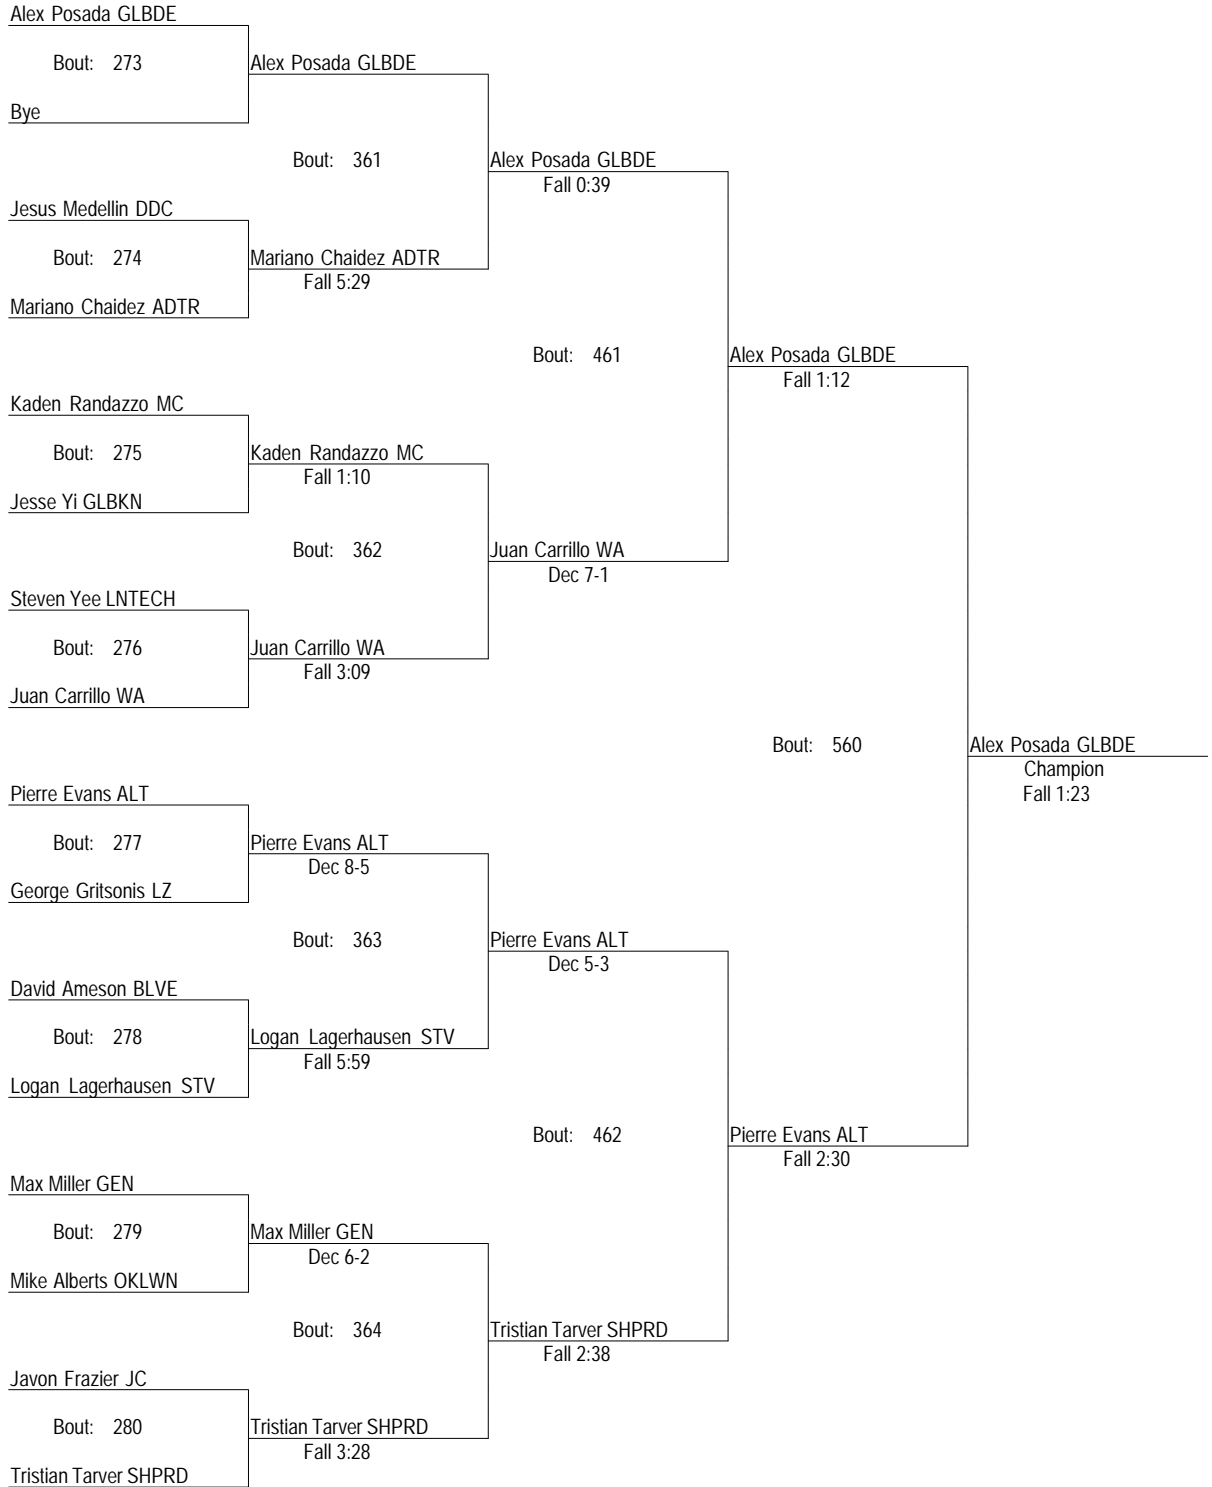 Alex Posada GLBDE
Bout: 273
Alex Posada GLBDE
Bye
Bout: 361
Alex Posada GLBDE
Fall 0:39
Jesus Medellin DDC
Bout: 274
Mariano Chaidez ADTR
Fall 5:29
Mariano Chaidez ADTR
Bout: 461
Alex Posada GLBDE
Fall 1:12
Kaden Randazzo MC
Bout: 275
Kaden Randazzo MC
Fall 1:10
Jesse Yi GLBKN
Bout: 362
Juan Carrillo WA
Dec 7-1
Steven Yee LNTECH
Bout: 276
Juan Carrillo WA
Fall 3:09
Juan Carrillo WA
Bout: 560
Alex Posada GLBDE
Champion
Fall 1:23
Pierre Evans ALT
Bout: 277
Pierre Evans ALT
Dec 8-5
George Gritsonis LZ
Bout: 363
Pierre Evans ALT
Dec 5-3
David Ameson BLVE
Bout: 278
Logan Lagerhausen STV
Fall 5:59
Logan Lagerhausen STV
Bout: 462
Pierre Evans ALT
Fall 2:30
Max Miller GEN
Bout: 279
Max Miller GEN
Dec 6-2
Mike Alberts OKLWN
Bout: 364
Tristian Tarver SHPRD
Fall 2:38
Javon Frazier JC
Bout: 280
Tristian Tarver SHPRD
Fall 3:28
Tristian Tarver SHPRD